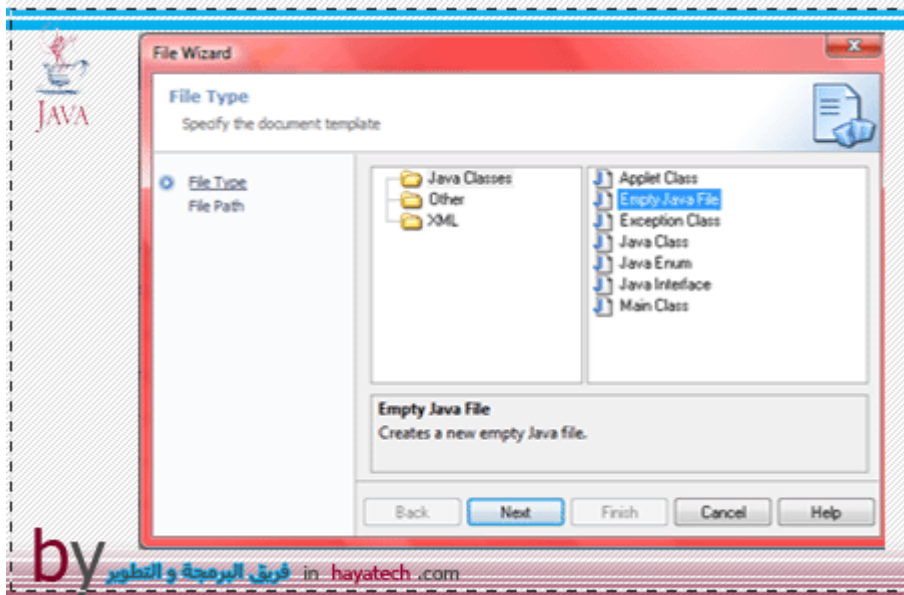 JAVA
File Wizard
File Type
Specify the document template
File Type
File Path
Java Classes
Other
XML
Applet Class
Empty Java File
Exception Class
Java Class
Java Enum
Java Interface
Main Class
Empty Java File
Creates a new empty Java file.
Back Next Finish Cancel Help
by فريق البرمجة و التطوير in hayatech .com